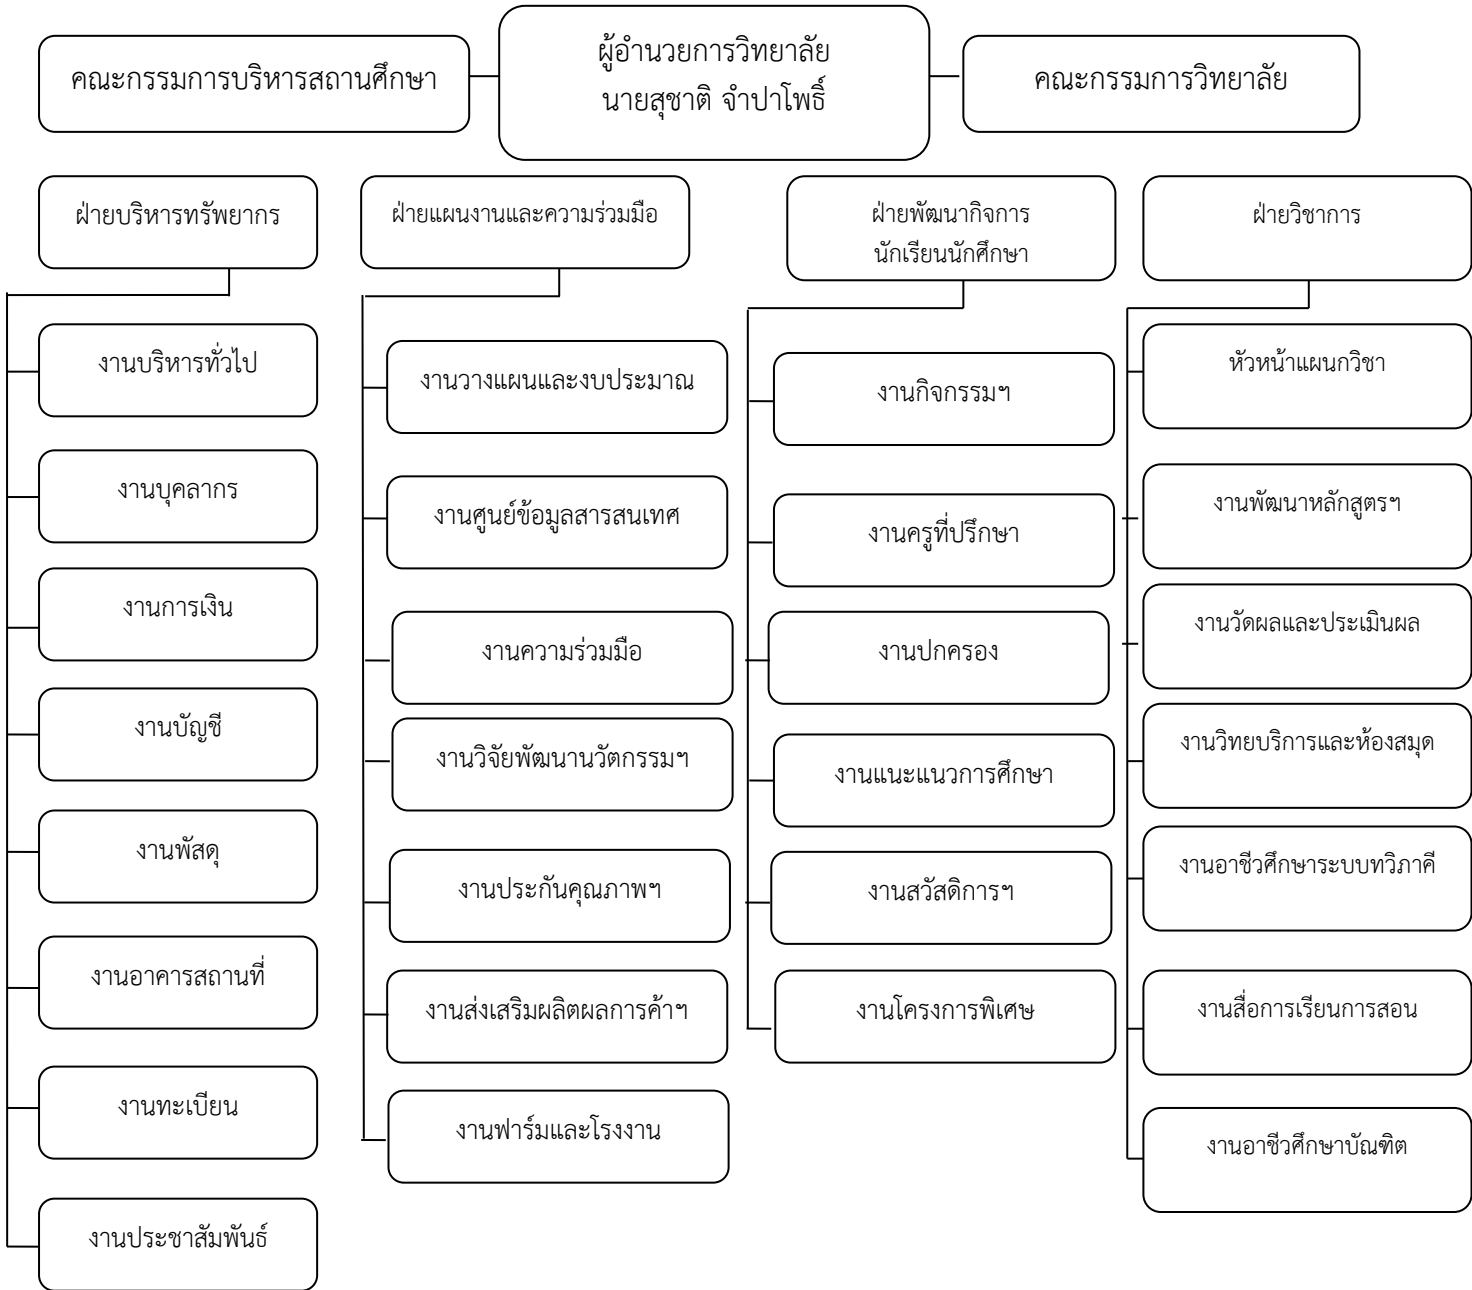 คณะกรรมการบริหารสถานศึกษา
ผู้อำนวยการวิทยาลัย
นายสุชาติ จำปาโพธิ์
คณะกรรมการวิทยาลัย
ฝ่ายบริหารทรัพยากร
งานบริหารทั่วไป
งานบุคลากร
งานการเงิน
งานบัญชี
งานพัสดุ
งานอาคารสถานที่
งานทะเบียน
งานประชาสัมพันธ์
ฝ่ายแผนงานและความร่วมมือ
งานวางแผนและงบประมาณ
งานศูนย์ข้อมูลสารสนเทศ
งานความร่วมมือ
งานวิจัยพัฒนานวัตกรรมฯ
งานประกันคุณภาพฯ
งานส่งเสริมผลิตผลการค้าฯ
งานฟาร์มและโรงงาน
ฝ่ายพัฒนากิจการ
นักเรียนนักศึกษา
งานกิจกรรมฯ
งานครูที่ปรึกษา
งานปกครอง
งานแนะแนวการศึกษา
งานสวัสดิการฯ
งานโครงการพิเศษ
ฝ่ายวิชาการ
หัวหน้าแผนกวิชา
งานพัฒนาหลักสูตรฯ
งานวัดผลและประเมินผล
งานวิทยบริการและห้องสมุด
งานอาชีวศึกษาระบบทวิภาคี
งานสื่อการเรียนการสอน
งานอาชีวศึกษาบัณฑิต